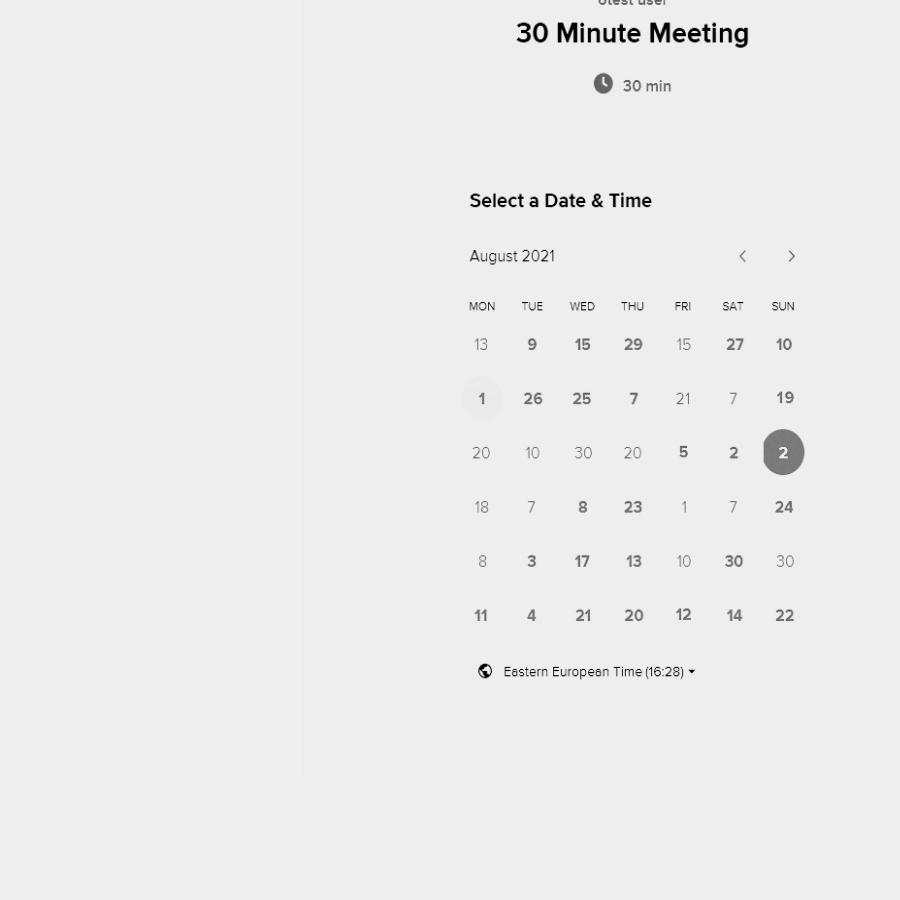 30 Minute Meeting
30 min
Select a Date & Time
August 2021
MON TUE WED THU FRI SAT SUN
13 9 15 29 15 27 10
1 26 25 7 21 7 19
20 10 30 20 5 2 2
18 7 8 23 1 7 24
8 3 17 13 10 30 30
11 4 21 20 12 14 22
Eastern European Time (16:28)